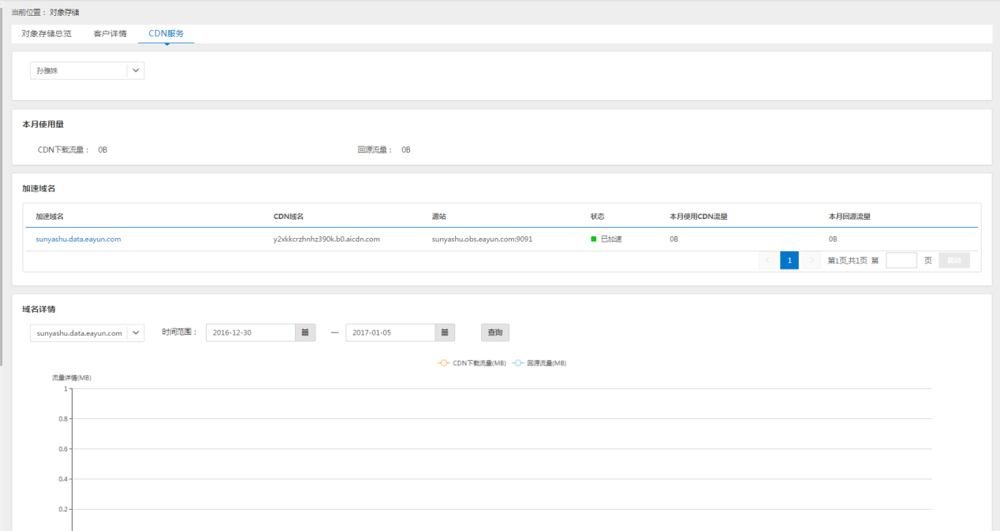 当前位置： 对象存储
对象存储总览 客户详情 CDN服务
孙雅姝
本月使用量
CDN下载流量： 0B 回源流量： 0B
加速域名
加速域名 CDN域名 源站 状态 本月使用CDN流量 本月回源流量
sunyashu.data.eayun.com y2xkkcrzhnhz390k.b0.aicdn.com sunyashu.obs.eayun.com:9091 已加速 0B 0B
< 1 > 第1页,共1页 第 页 跳转
域名详情
sunyashu.data.eayun.com 时间范围： 2016-12-30 — 2017-01-05 查询
CDN下载流量(MB) 回源流量(MB)
流量详情(MB)
1
0.8
0.6
0.4
0.2